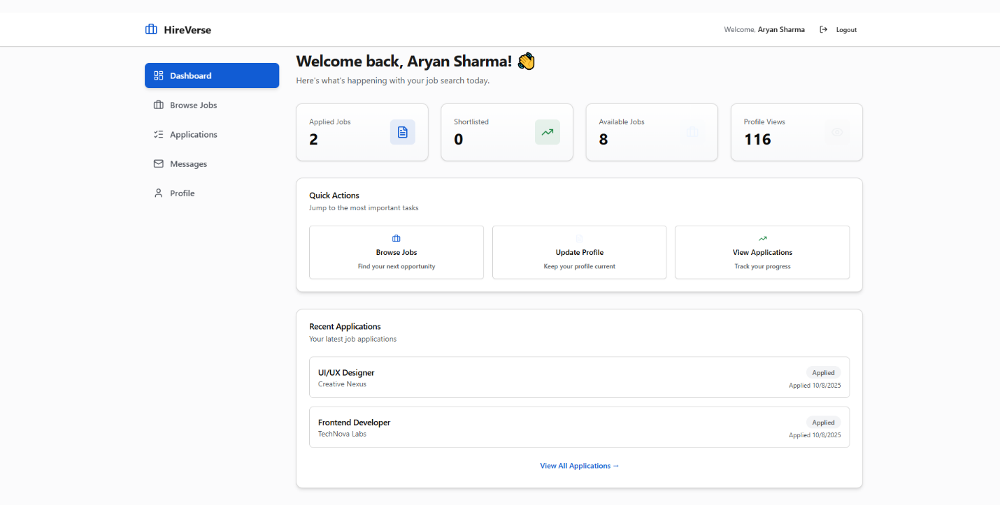 HireVerse
Welcome, Aryan Sharma
Logout
Dashboard
Browse Jobs
Applications
Messages
Profile
Welcome back, Aryan Sharma! 👋
Here's what's happening with your job search today.
Applied Jobs
2
Shortlisted
0
Available Jobs
8
Profile Views
116
Quick Actions
Jump to the most important tasks
Browse Jobs
Find your next opportunity
Update Profile
Keep your profile current
View Applications
Track your progress
Recent Applications
Your latest job applications
UI/UX Designer
Creative Nexus
Applied
Applied 10/8/2025
Frontend Developer
TechNova Labs
Applied
Applied 10/8/2025
View All Applications →